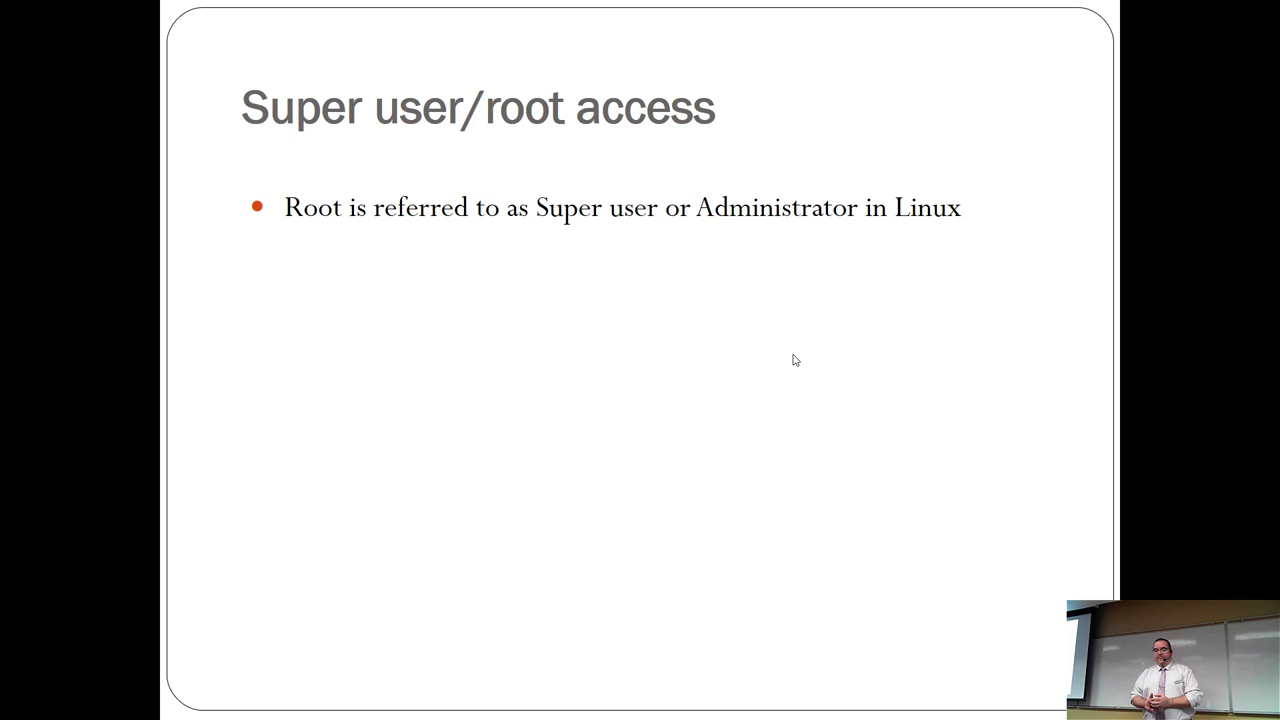 Super user/root access
Root is referred to as Super user or Administrator in Linux